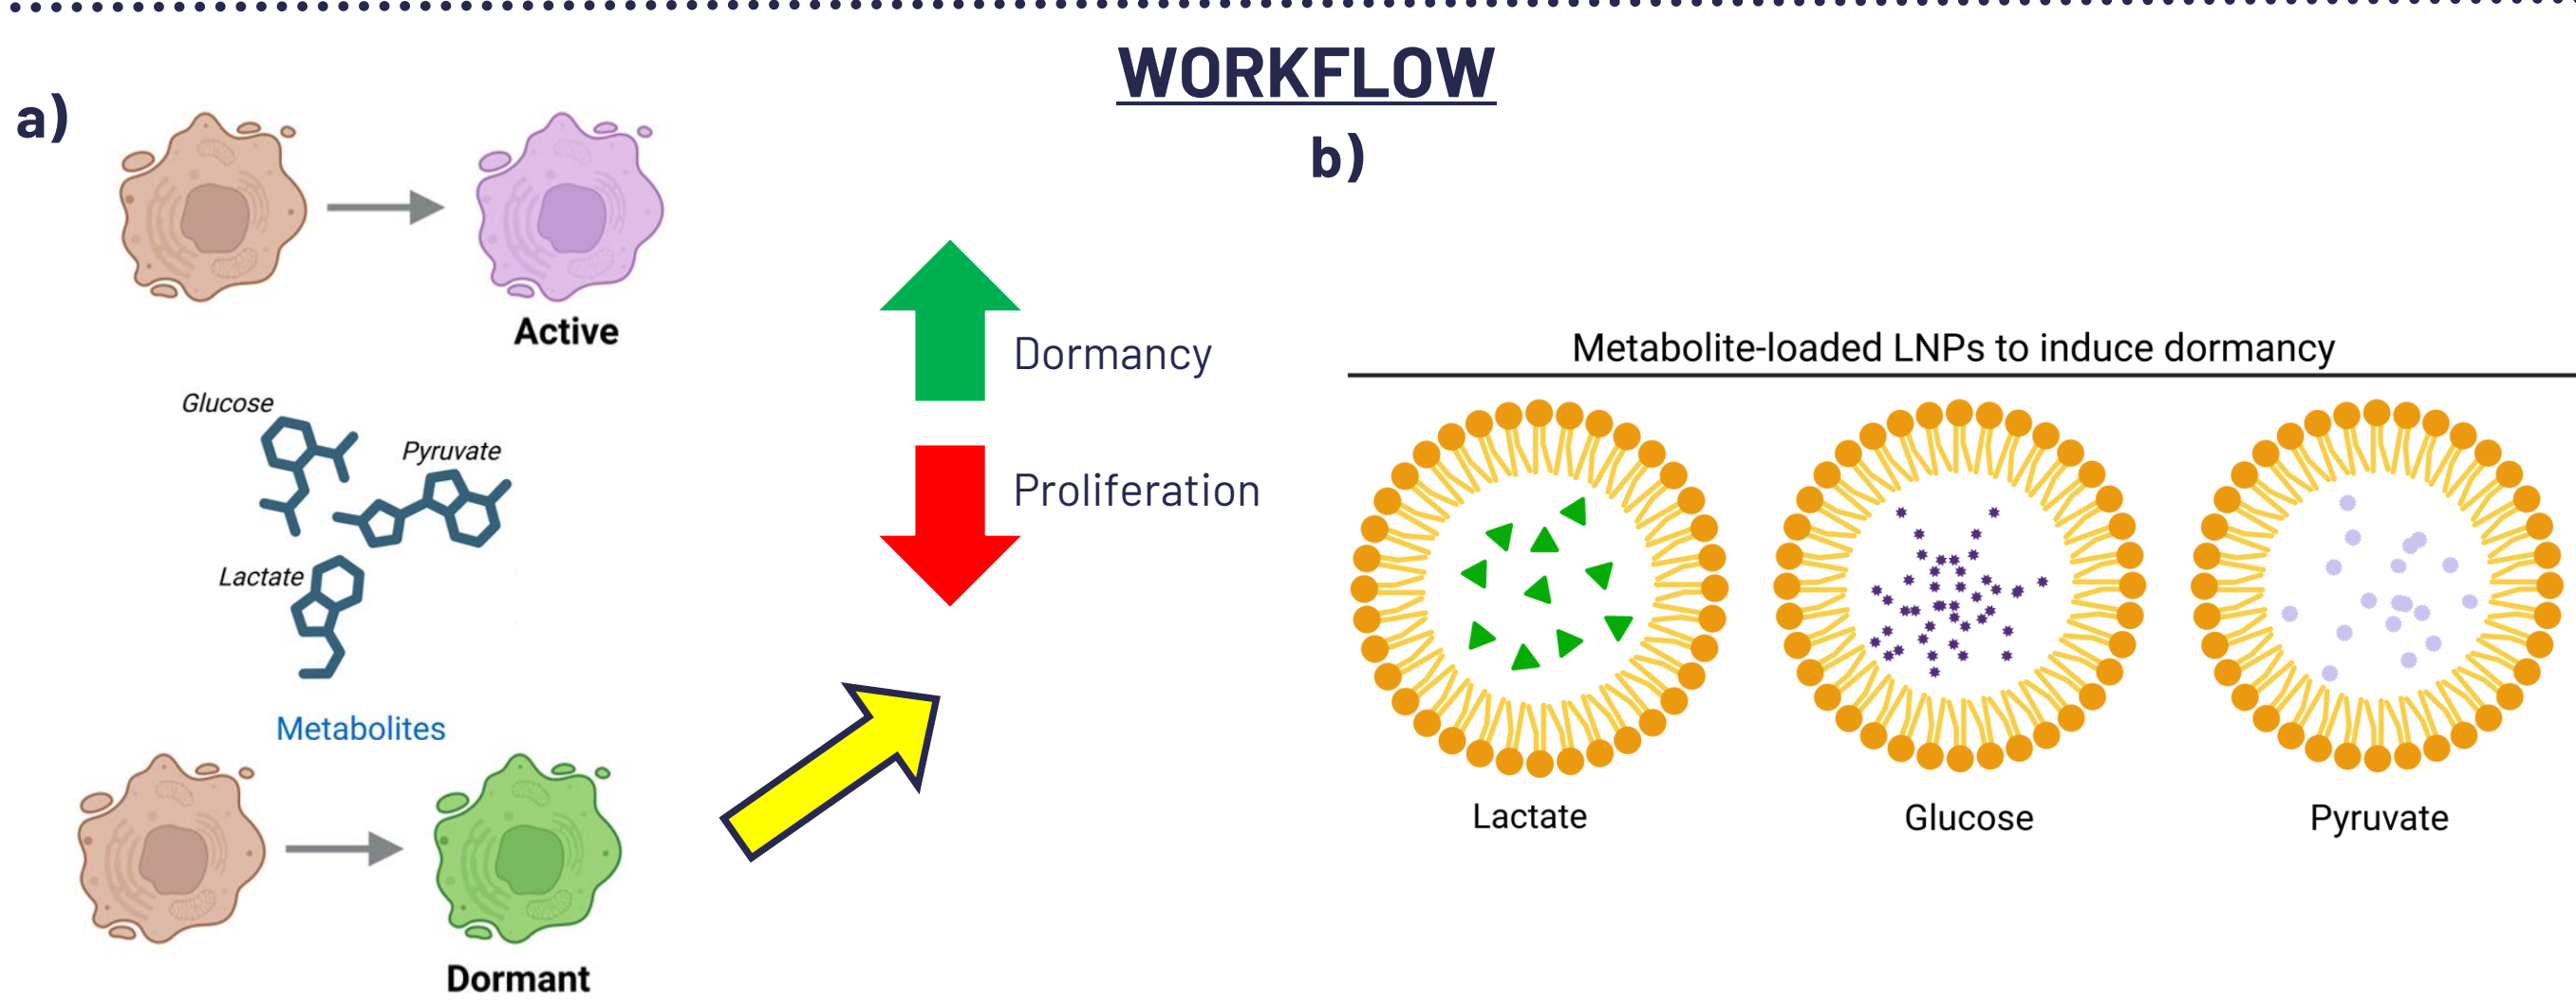 WORKFLOW
a)
Active
Glucose
Pyruvate
Lactate
Metabolites
Dormant
Dormancy
Proliferation
b)
Metabolite-loaded LNPs to induce dormancy
Lactate
Glucose
Pyruvate